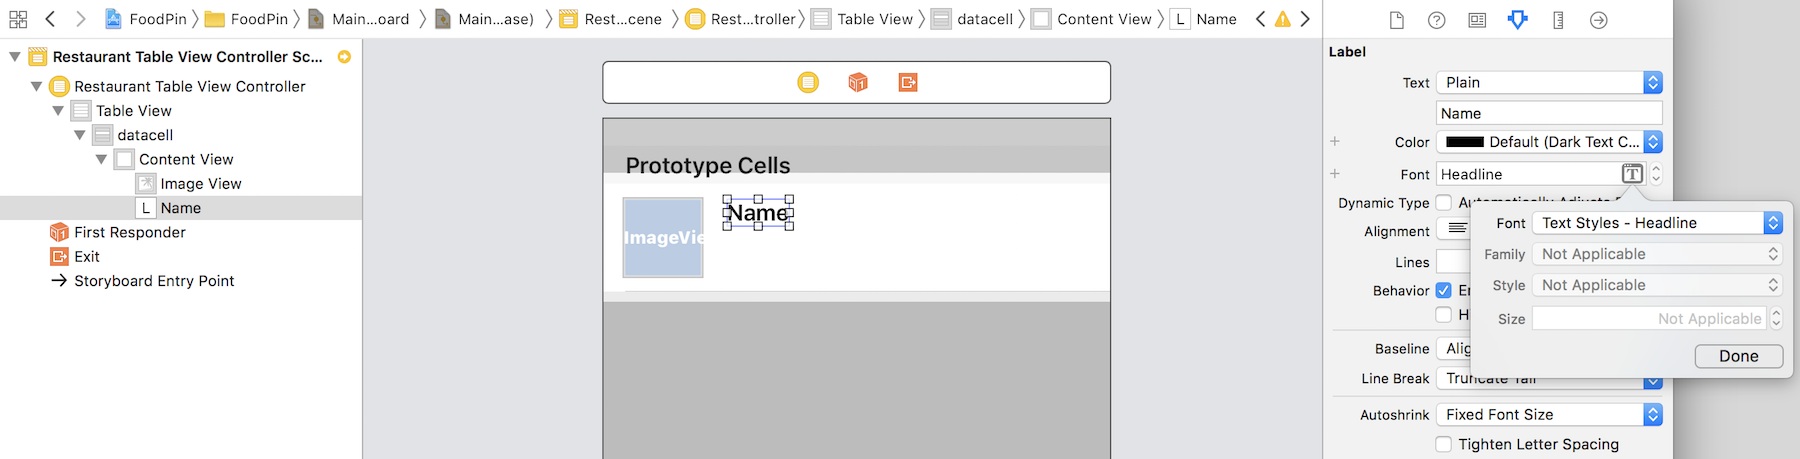 FoodPin FoodPin Main...oard Main...ase) Rest...cene Rest...troller Table View datacell Content View L Name
Restaurant Table View Controller Sc...
Restaurant Table View Controller
Table View
datacell
Content View
Image View
L Name
First Responder
Exit
Storyboard Entry Point
Prototype Cells
ImageVie
Name
Label
Text Plain
Name
Color Default (Dark Text C...
Font Headline T
Dynamic Type Automatically Adjusts
Alignment
Lines
Behavior
Baseline Alig
Line Break Truncate Tail
Autoshrink Fixed Font Size
Tighten Letter Spacing
Font Text Styles - Headline
Family Not Applicable
Style Not Applicable
Size Not Applicable
Done